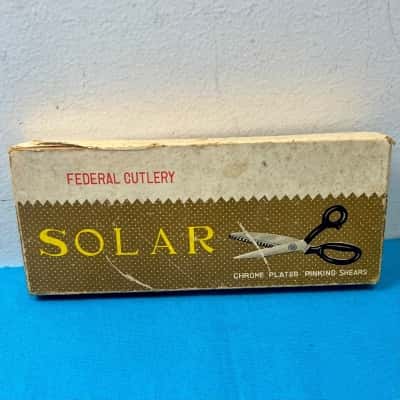 FEDERAL CUTLERY
SOLAR
CHROME PLATED PINKING SHEARS